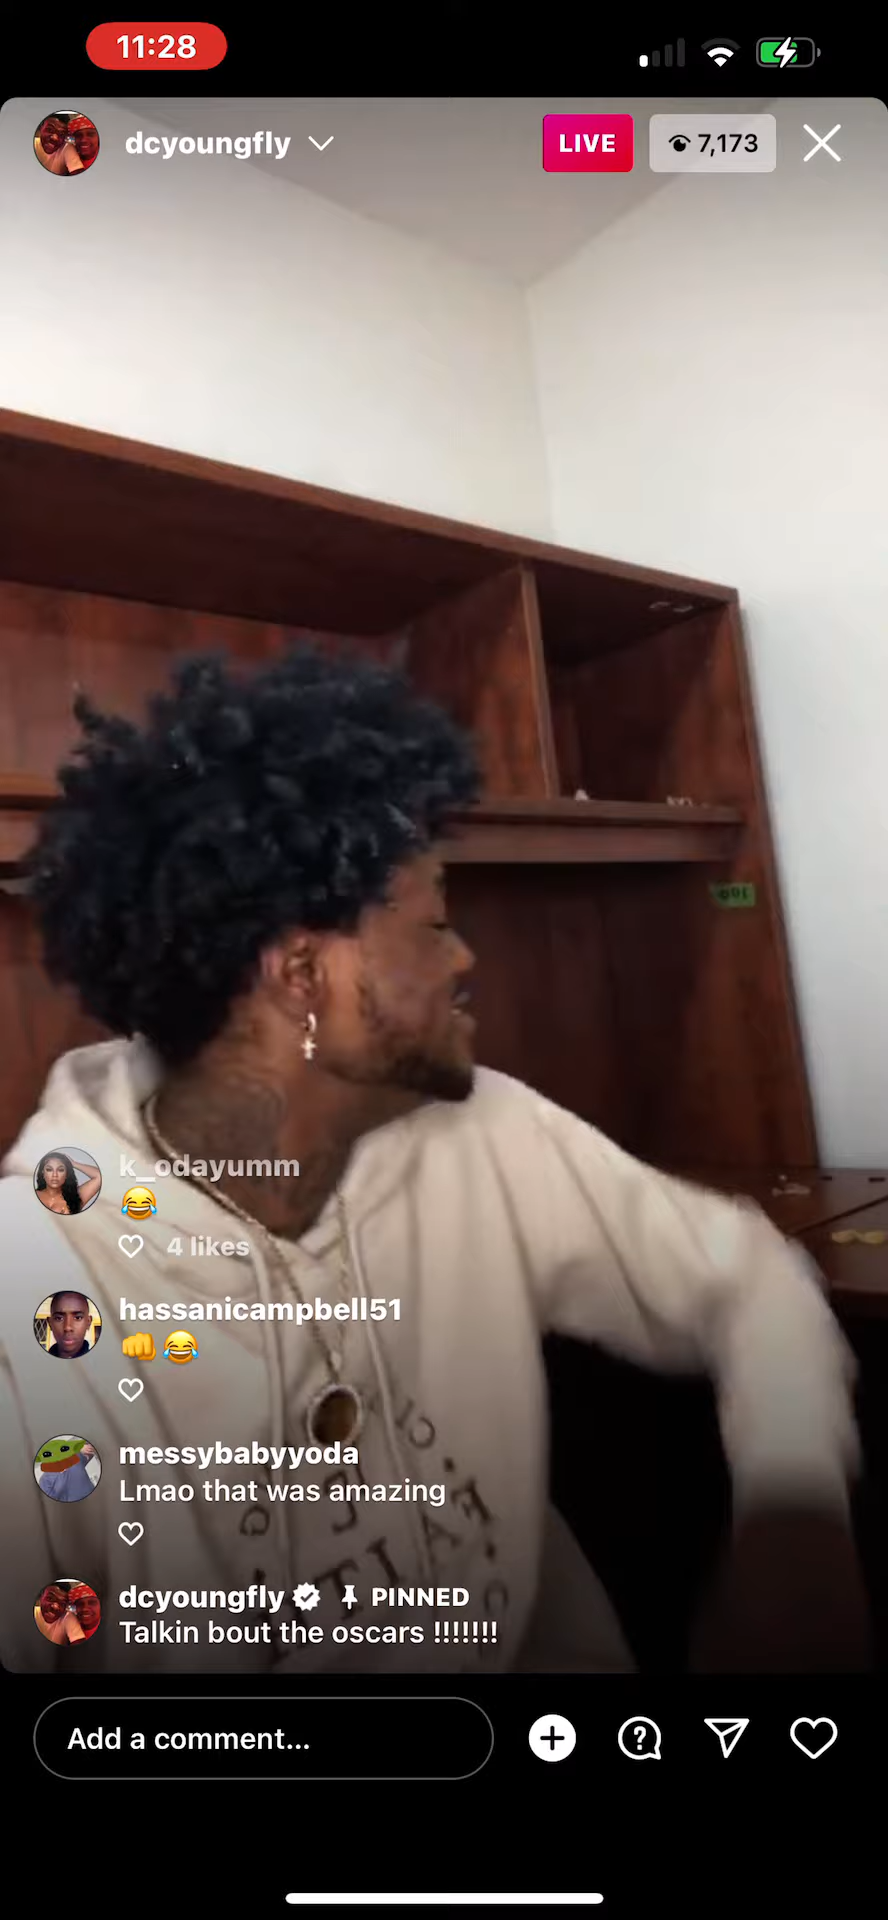 11:28
dcyoungfly
LIVE
7,173
k_odayumm
😂
4 likes
hassanicampbell51
👊😂
messybabyyoda
Lmao that was amazing
dcyoungfly PINNED
Talkin bout the oscars !!!!!!!
Add a comment...